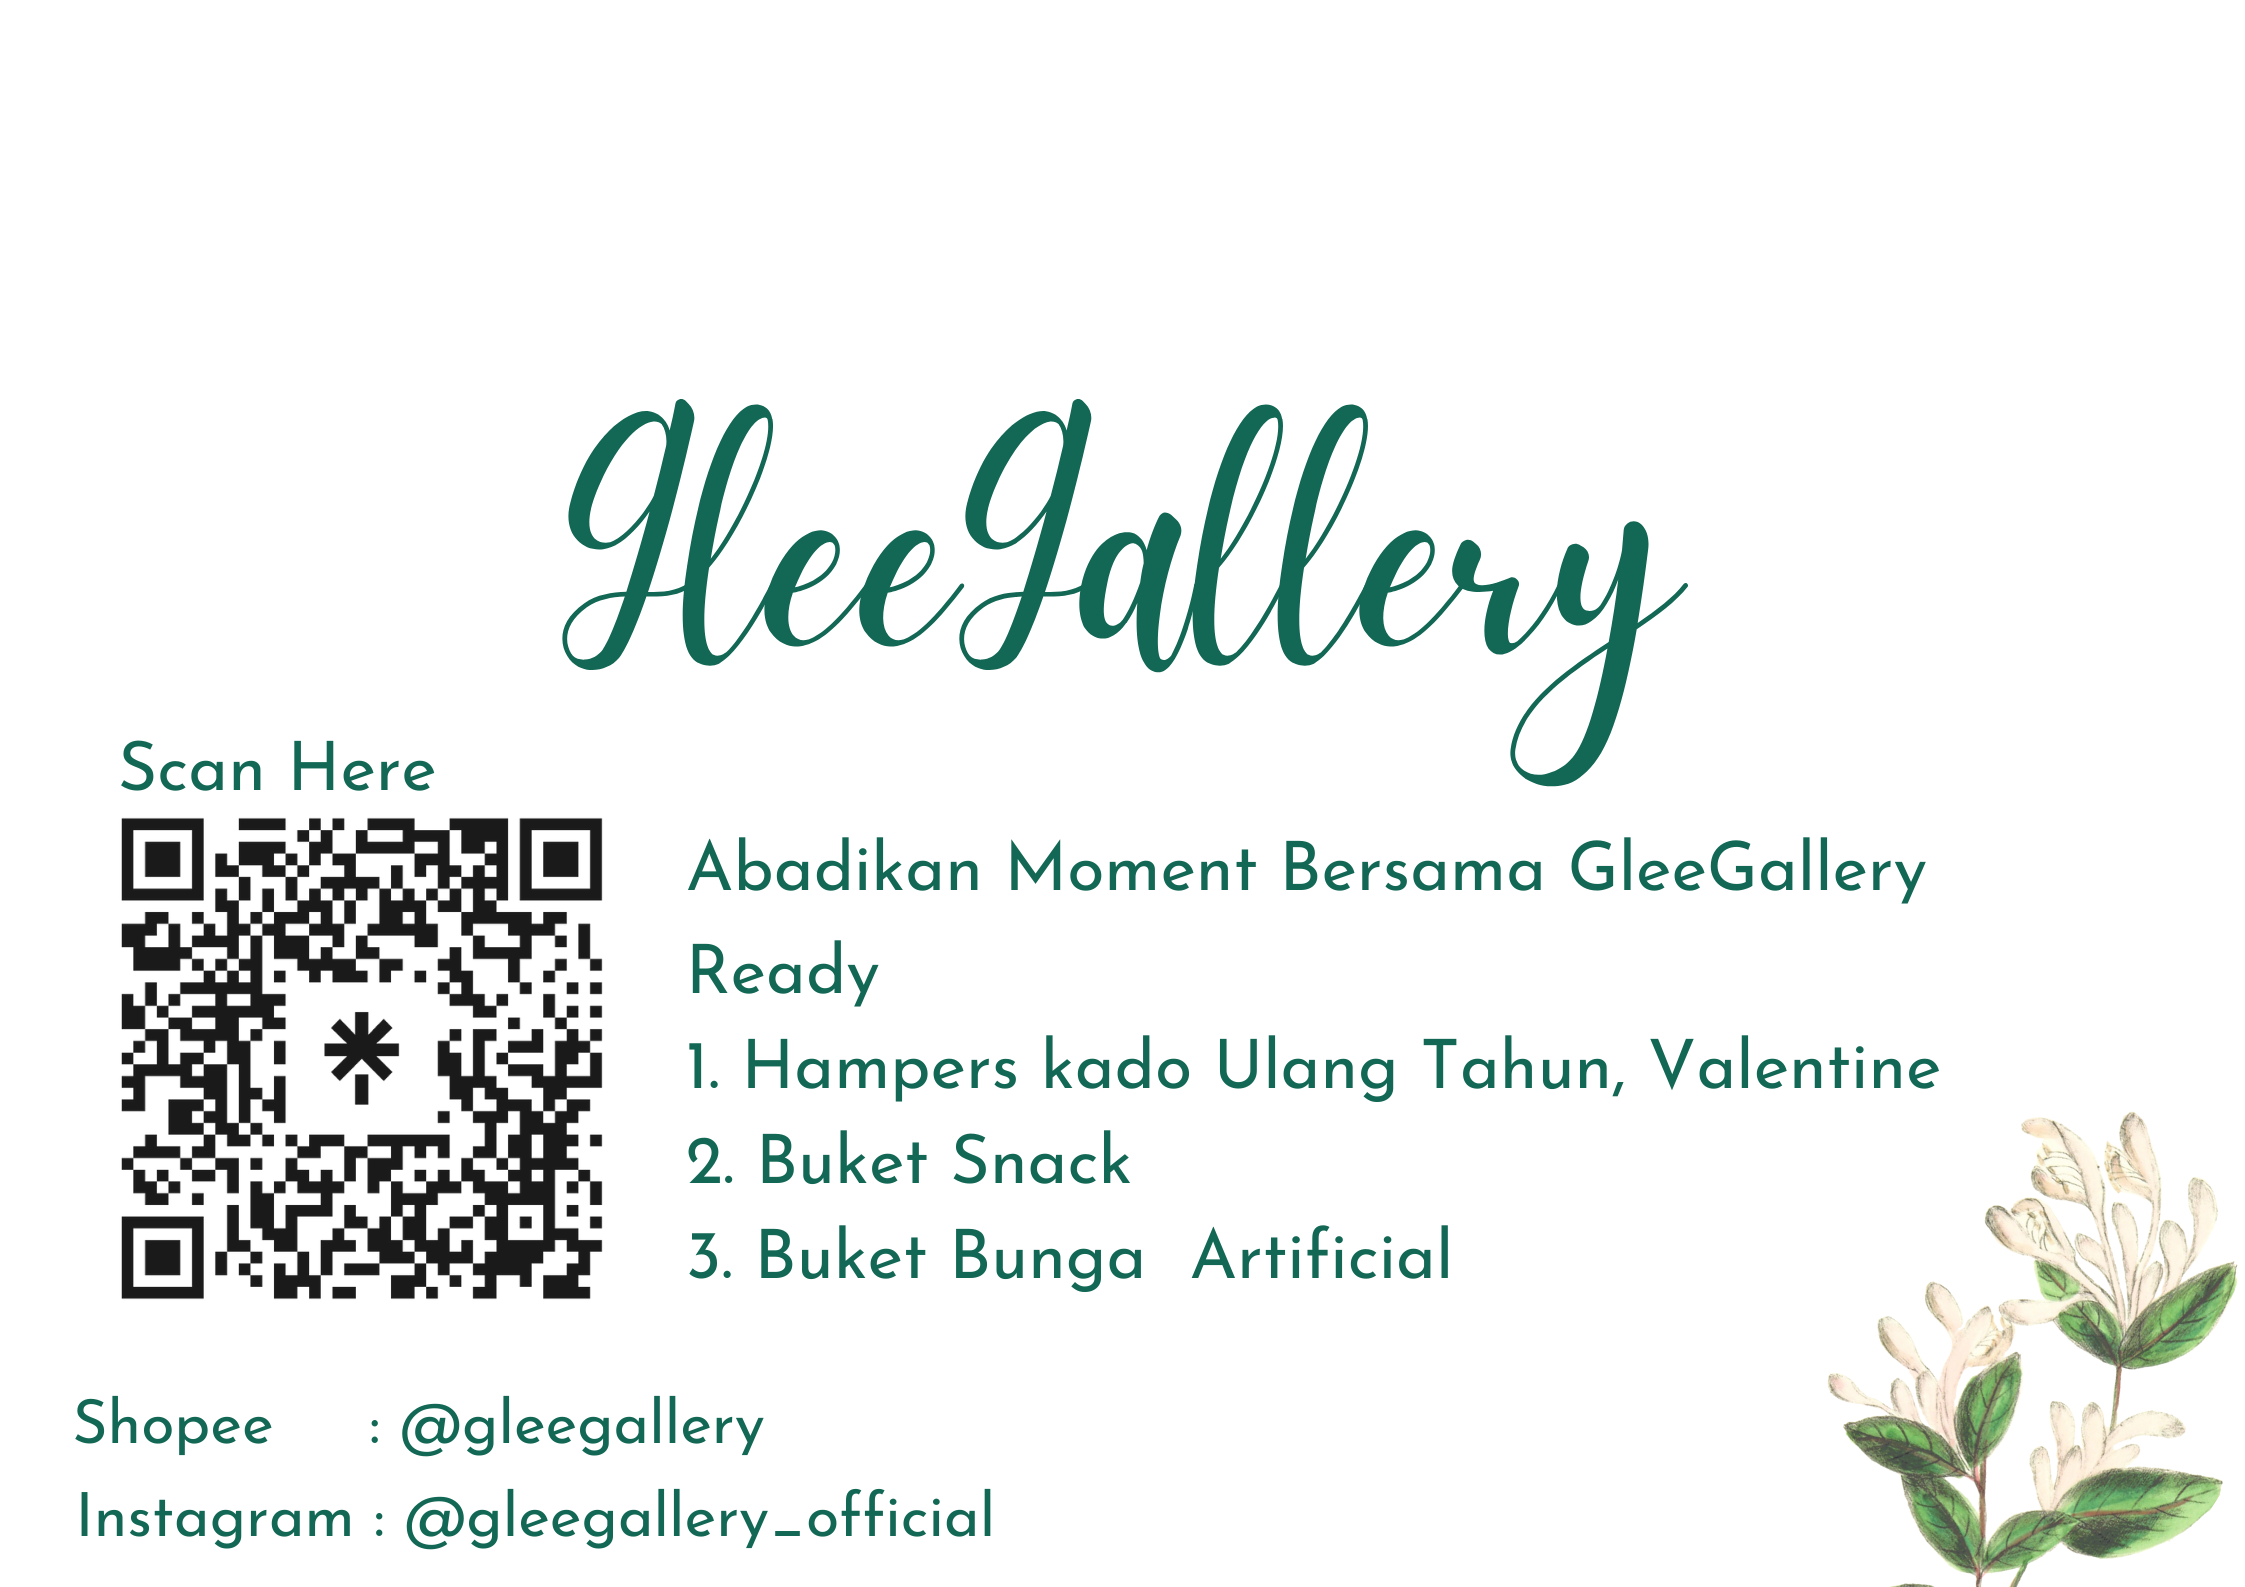 GleeGallery
Scan Here
Abadikan Moment Bersama GleeGallery
Ready
1. Hampers kado Ulang Tahun, Valentine
2. Buket Snack
3. Buket Bunga  Artificial
Shopee : @gleegallery
Instagram : @gleegallery_official